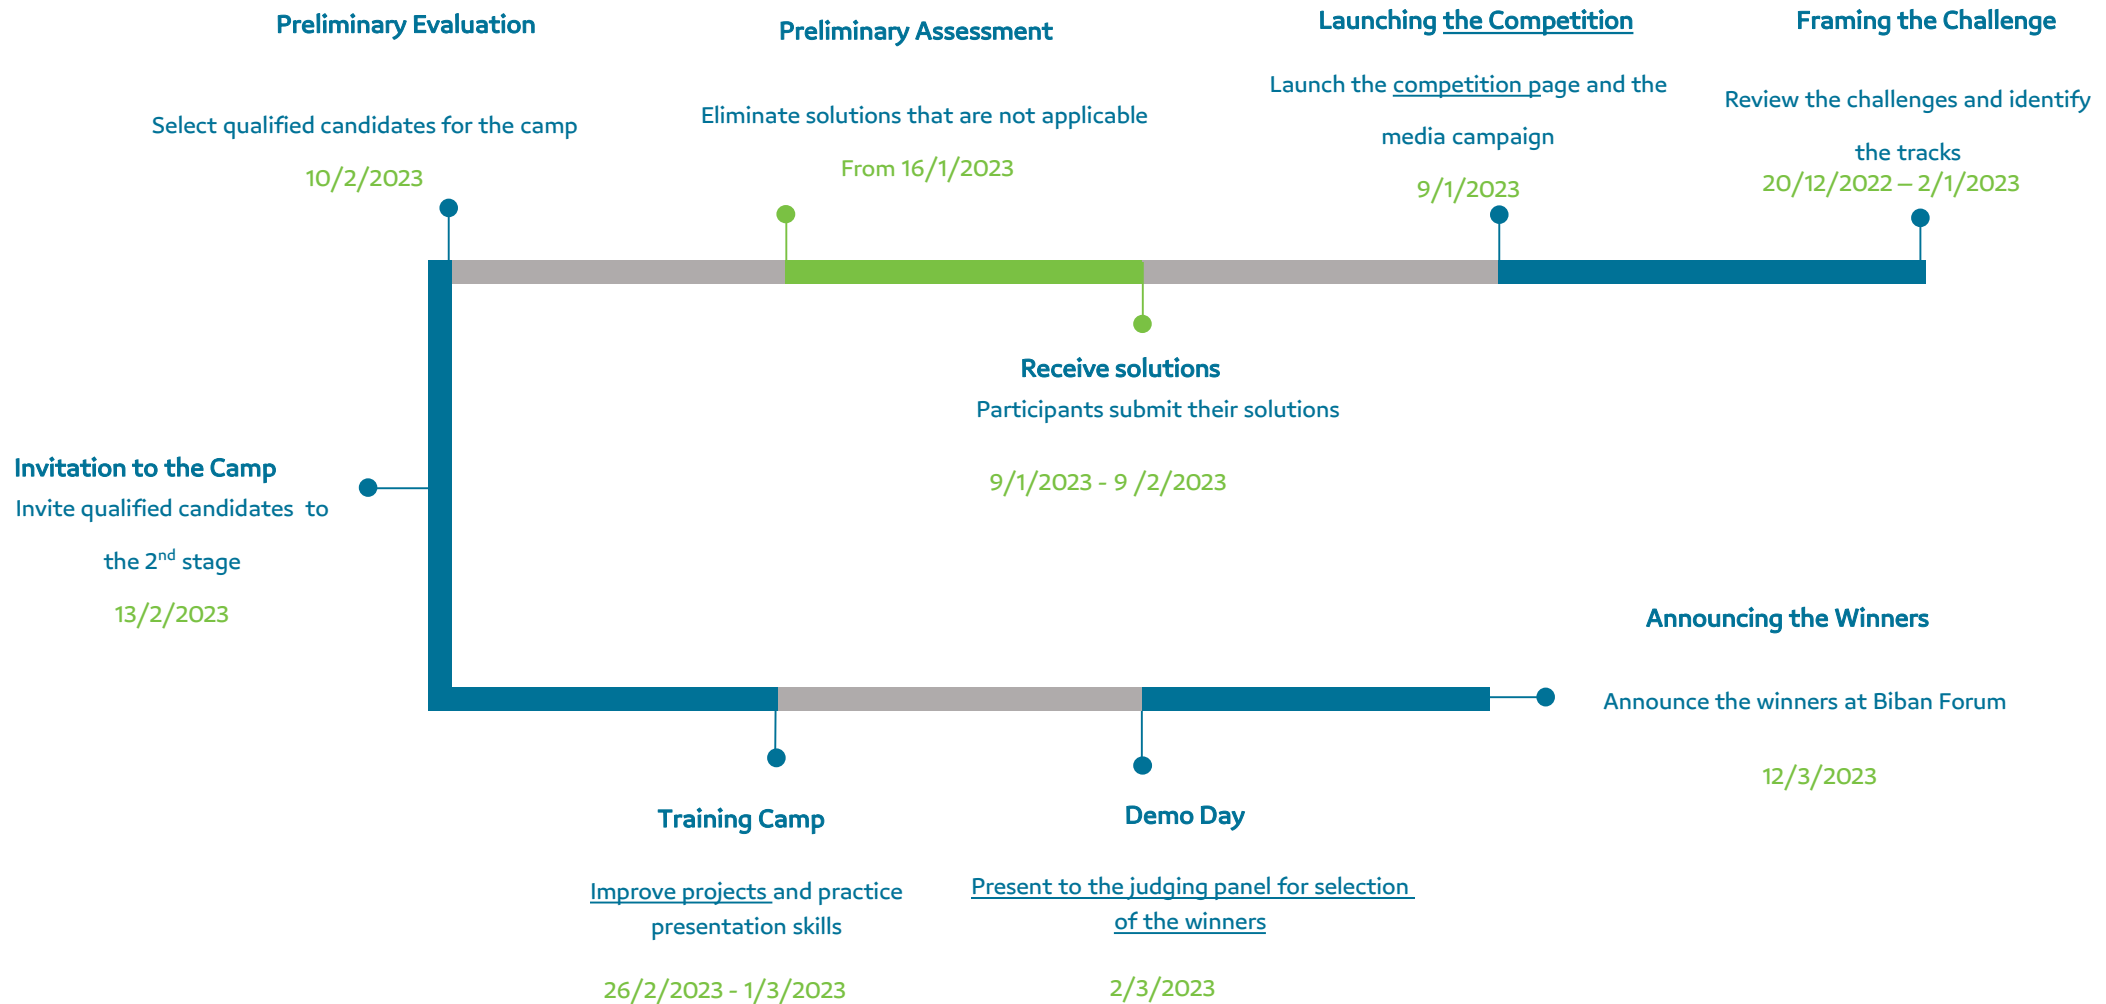 Preliminary Evaluation
Select qualified candidates for the camp
10/2/2023
Preliminary Assessment
Eliminate solutions that are not applicable
From 16/1/2023
Launching the Competition
Launch the competition page and the
media campaign
9/1/2023
Framing the Challenge
Review the challenges and identify
the tracks
20/12/2022 – 2/1/2023
Receive solutions
Participants submit their solutions
9/1/2023 - 9 /2/2023
Invitation to the Camp
Invite qualified candidates  to
the 2nd stage
13/2/2023
Announcing the Winners
Announce the winners at Biban Forum
12/3/2023
Training Camp
Improve projects and practice
presentation skills
26/2/2023 - 1/3/2023
Demo Day
Present to the judging panel for selection
of the winners
2/3/2023